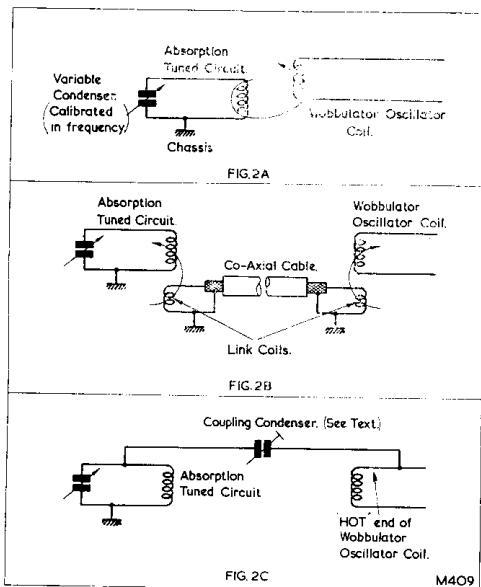 Absorption
Tuned Circuit.
Variable
Condenser.
(Calibrated
in frequency)
Wobbulator Oscillator
Coil.
Chassis
FIG.2A
Absorption
Tuned Circuit.
Wobbulator
Oscillator Coil.
Co-Axial Cable.
Link Coils.
FIG.2B
Coupling Condenser. (See Text.)
Absorption
Tuned Circuit
'HOT' end of
Wobbulator
Oscillator Coil.
FIG.2C
M409